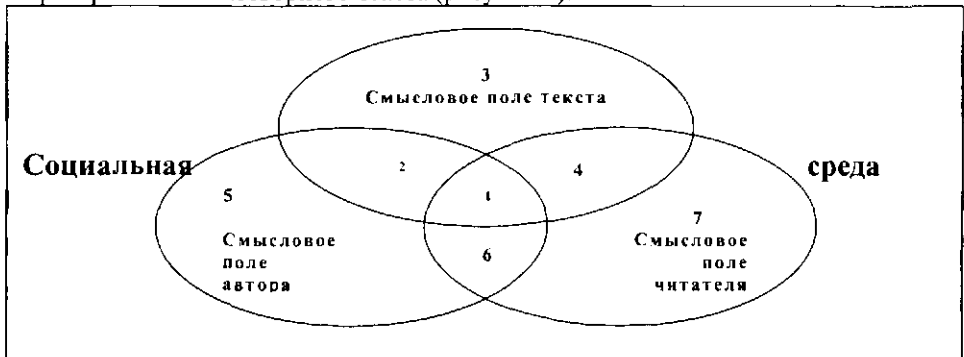 3
Смысловое поле текста
Социальная
2
4
среда
5
1
7
Смысловое
поле
автора
6
Смысловое
поле
читателя